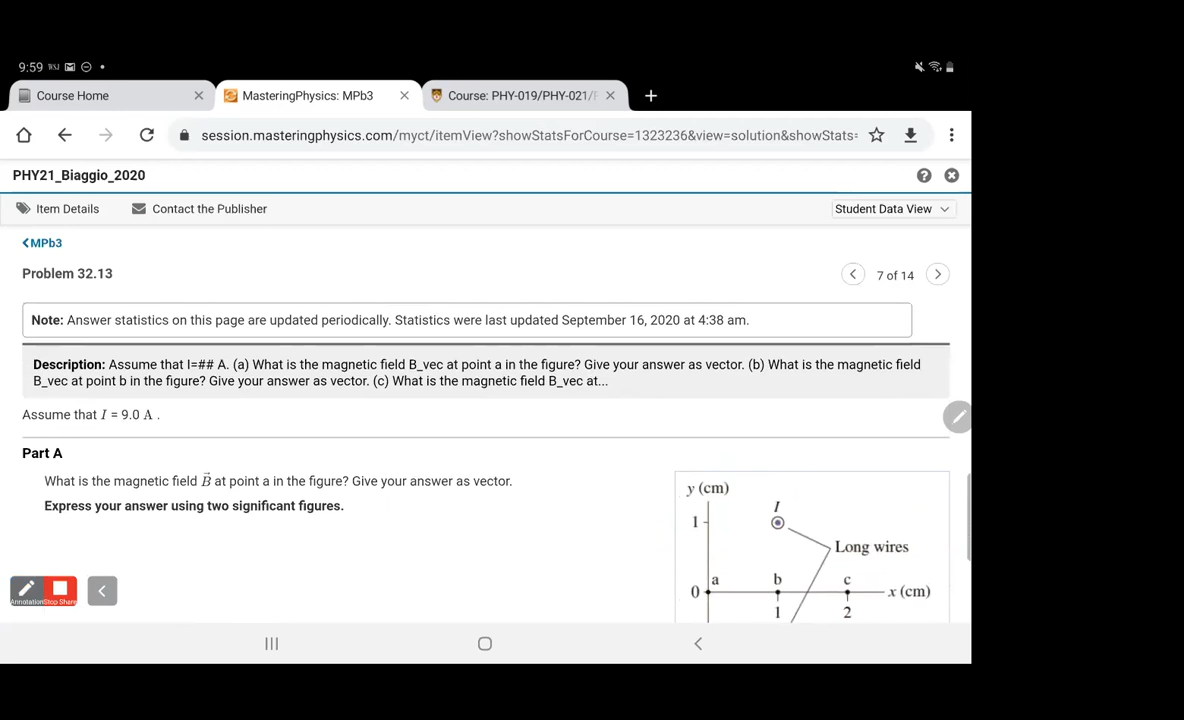 9:59 WSJ
Course Home
MasteringPhysics: MPb3
Course: PHY-019/PHY-021/
session.masteringphysics.com/myct/itemView?showStatsForCourse=1323236&view=solution&showStats=
PHY21_Biaggio_2020
Item Details
Contact the Publisher
Student Data View
MPb3
Problem 32.13
7 of 14
Note: Answer statistics on this page are updated periodically. Statistics were last updated September 16, 2020 at 4:38 am.
Description: Assume that I=## A. (a) What is the magnetic field B_vec at point a in the figure? Give your answer as vector. (b) What is the magnetic field
B_vec at point b in the figure? Give your answer as vector. (c) What is the magnetic field B_vec at...
Assume that I = 9.0 A .
Part A
What is the magnetic field B⃗ at point a in the figure? Give your answer as vector.
Express your answer using two significant figures.
y (cm)
I
1
Long wires
a
b
c
0
x (cm)
1
2
Annotation
Stop Share